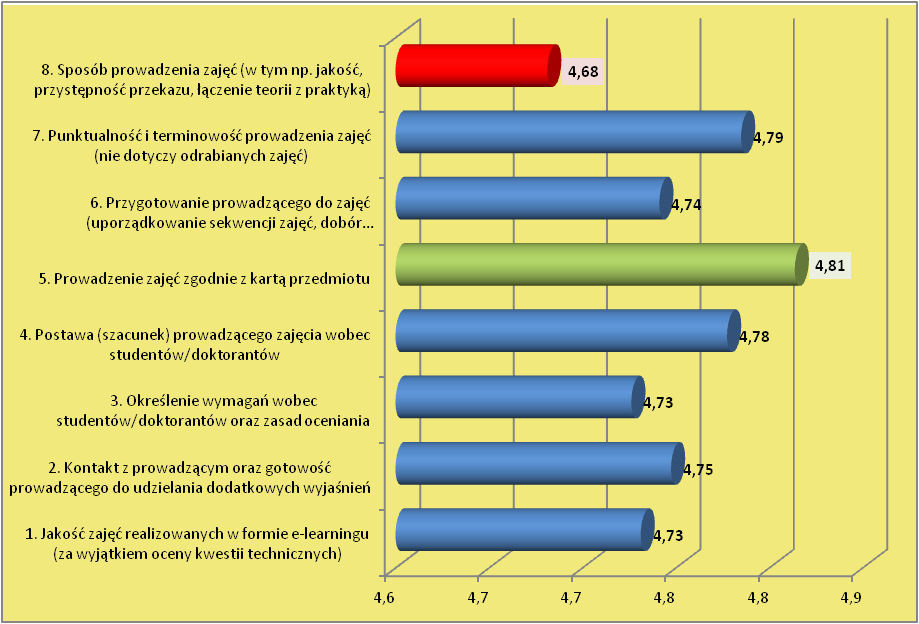 8. Sposób prowadzenia zajęć (w tym np. jakość,
przystępność przekazu, łączenie teorii z praktyką)
4,68
7. Punktualność i terminowość prowadzenia zajęć
(nie dotyczy odrabianych zajęć)
4,79
6. Przygotowanie prowadzącego do zajęć
(uporządkowanie sekwencji zajęć, dobór...
4,74
5. Prowadzenie zajęć zgodnie z kartą przedmiotu
4,81
4. Postawa (szacunek) prowadzącego zajęcia wobec
studentów/doktorantów
4,78
3. Określenie wymagań wobec
studentów/doktorantów oraz zasad oceniania
4,73
2. Kontakt z prowadzącym oraz gotowość
prowadzącego do udzielania dodatkowych wyjaśnień
4,75
1. Jakość zajęć realizowanych w formie e-learningu
(za wyjątkiem oceny kwestii technicznych)
4,73
4,6 4,7 4,7 4,8 4,8 4,9